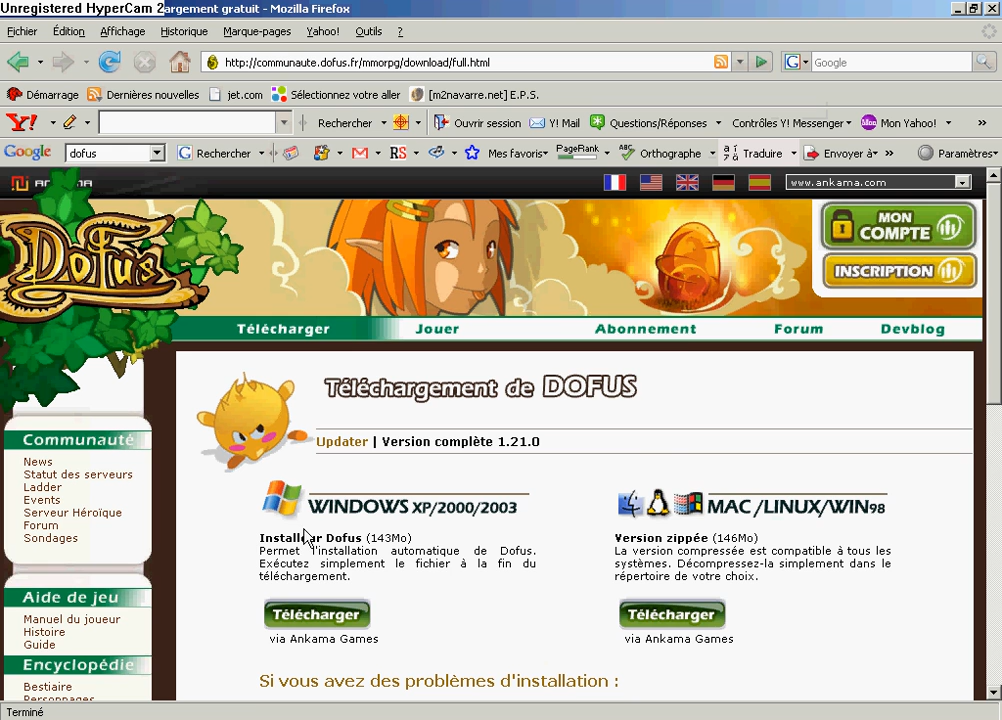 Unregistered HyperCam 2argement gratuit - Mozilla Firefox
Fichier Édition Affichage Historique Marque-pages Yahoo! Outils ?
http://communaute.dofus.fr/mmorpg/download/full.html
G Google
Démarrage Dernières nouvelles jet.com Sélectionnez votre aller [m2navarre.net] E.P.S.
Y! Rechercher Ouvrir session Y! Mail Questions/Réponses Contrôles Y! Messenger Mon Yahoo! »
Google dofus G Rechercher RS Mes favoris PageRank Orthographe Traduire Envoyer à » Paramètres
ANKAMA
www.ankama.com
DOFUS
MON COMPTE
INSCRIPTION
Télécharger Jouer Abonnement Forum Devblog
Téléchargement de DOFUS
Updater | Version complète 1.21.0
Communauté
News
Statut des serveurs
Ladder
Events
Serveur Héroïque
Forum
Sondages
Aide de jeu
Manuel du joueur
Histoire
Guide
Encyclopédie
Bestiaire
Personnages
WINDOWS XP/2000/2003
Installeur Dofus (143Mo)
Permet l'installation automatique de Dofus.
Exécutez simplement le fichier à la fin du
téléchargement.
Télécharger
via Ankama Games
MAC/LINUX/WIN98
Version zippée (146Mo)
La version compressée est compatible à tous les
systèmes. Décompressez-la simplement dans le
répertoire de votre choix.
Télécharger
via Ankama Games
Si vous avez des problèmes d'installation :
Terminé